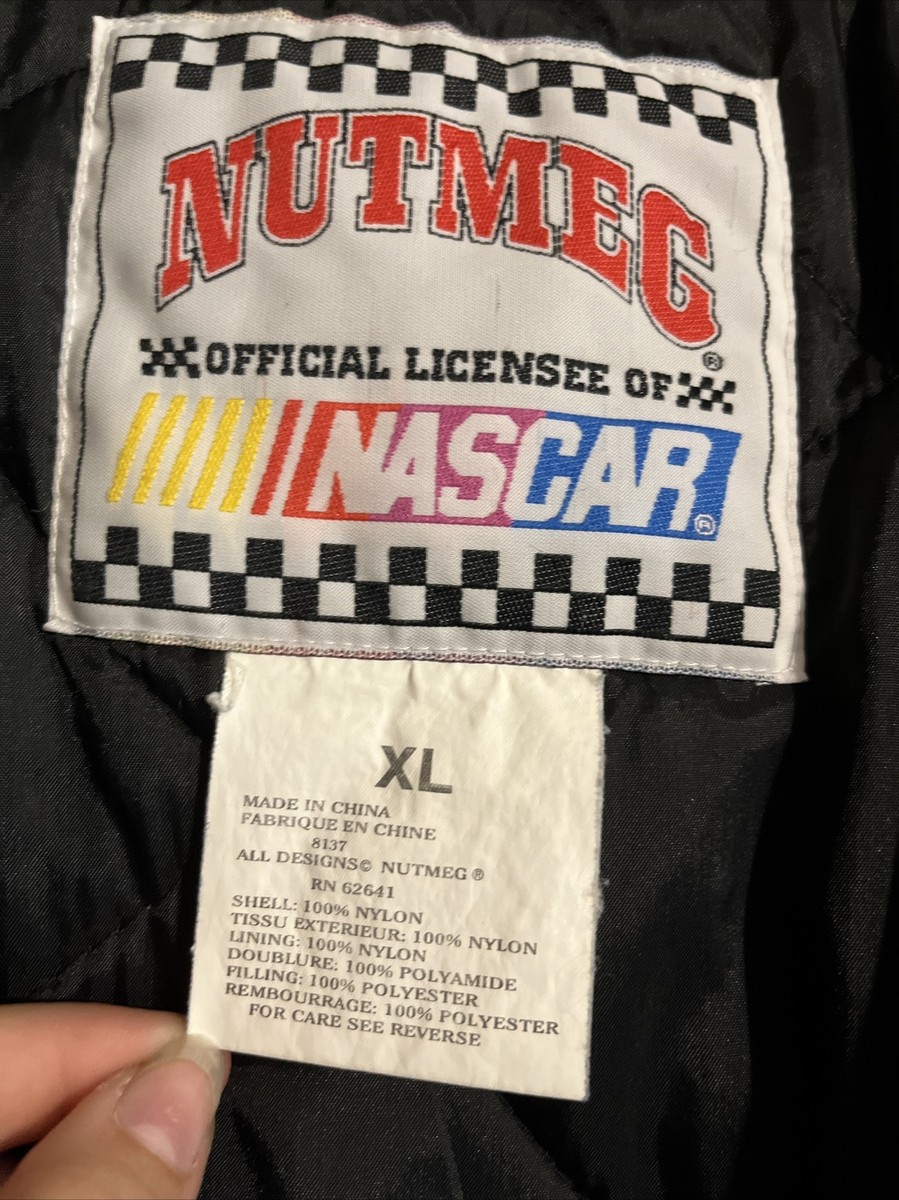 NUTMEG®
OFFICIAL LICENSEE OF
NASCAR®
XL
MADE IN CHINA
FABRIQUE EN CHINE
8137
ALL DESIGNS© NUTMEG®
RN 62641
SHELL: 100% NYLON
TISSU EXTERIEUR: 100% NYLON
LINING: 100% NYLON
DOUBLURE: 100% POLYAMIDE
FILLING: 100% POLYESTER
REMBOURRAGE: 100% POLYESTER
FOR CARE SEE REVERSE